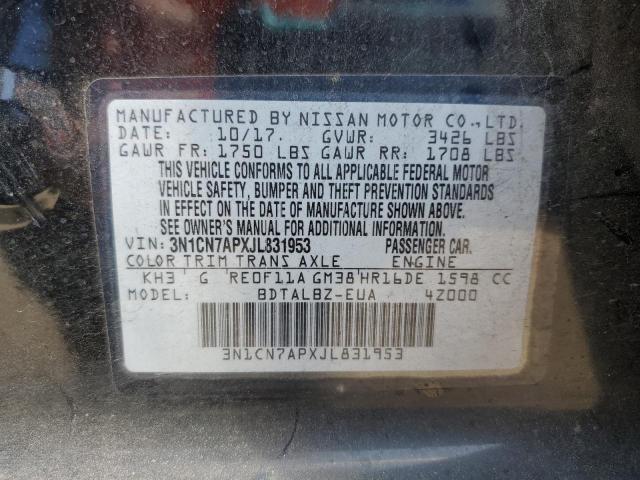 MANUFACTURED BY NISSAN MOTOR CO.,LTD.
DATE: 10/17. GVWR: 3426 LBS
GAWR FR: 1750 LBS GAWR RR: 1708 LBS
THIS VEHICLE CONFORMS TO ALL APPLICABLE FEDERAL MOTOR
VEHICLE SAFETY, BUMPER AND THEFT PREVENTION STANDARDS
IN EFFECT ON THE DATE OF MANUFACTURE SHOWN ABOVE.
SEE OWNER'S MANUAL FOR ADDITIONAL INFORMATION.
VIN: 3N1CN7APXJL831953 PASSENGER CAR.
COLOR TRIM TRANS AXLE ENGINE
KH3 G RE0F11A GM38 HR16DE 1598 CC
MODEL: BDTALBZ-EUA 4Z000
3N1CN7APXJL831953